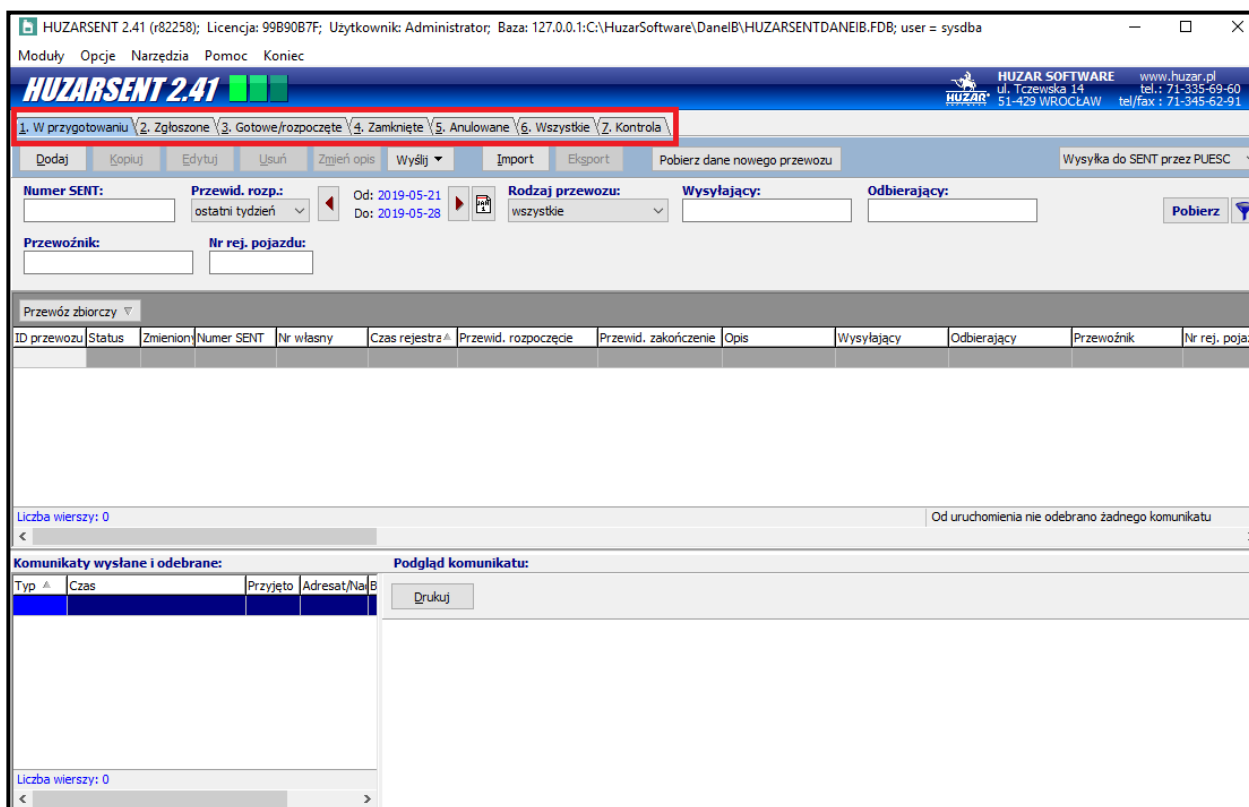 HUZARSENT 2.41 (r82258); Licencja: 99B90B7F; Użytkownik: Administrator; Baza: 127.0.0.1:C:\HuzarSoftware\DaneIB\HUZARSENTDANEIB.FDB; user = sysdba
Moduły Opcje Narzędzia Pomoc Koniec
HUZARSENT 2.41
HUZAR
HUZAR SOFTWARE www.huzar.pl
ul. Tczewska 14 tel.: 71-335-69-60
51-429 WROCŁAW tel/fax : 71-345-62-91
1. W przygotowaniu 2. Zgłoszone 3. Gotowe/rozpoczęte 4. Zamknięte 5. Anulowane 6. Wszystkie 7. Kontrola
Dodaj Kopiuj Edytuj Usuń Zmień opis Wyślij Import Eksport Pobierz dane nowego przewozu Wysyłka do SENT przez PUESC
Numer SENT: Przewid. rozp.: Rodzaj przewozu: Wysyłający: Odbierający:
ostatni tydzień Od: 2019-05-21 wszystkie
Do: 2019-05-28
Pobierz
Przewoźnik: Nr rej. pojazdu:
Przewóz zbiorczy
ID przewozu Status Zmieniony Numer SENT Nr własny Czas rejestra Przewid. rozpoczęcie Przewid. zakończenie Opis Wysyłający Odbierający Przewoźnik Nr rej. poja
Liczba wierszy: 0 Od uruchomienia nie odebrano żadnego komunikatu
Komunikaty wysłane i odebrane: Podgląd komunikatu:
Typ Czas Przyjęto Adresat/Na B
Drukuj
Liczba wierszy: 0